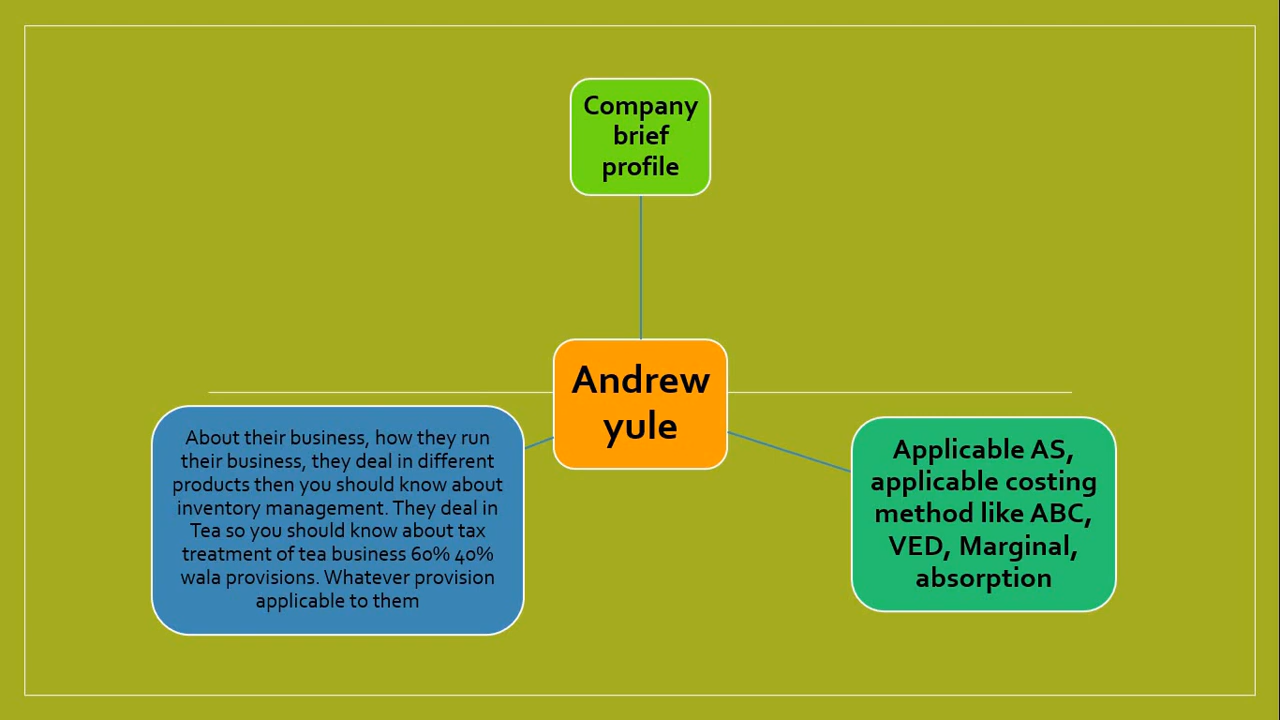 Company
brief
profile
Andrew
yule
About their business, how they run
their business, they deal in different
products then you should know about
inventory management. They deal in
Tea so you should know about tax
treatment of tea business 60% 40%
wala provisions. Whatever provision
applicable to them
Applicable AS,
applicable costing
method like ABC,
VED, Marginal,
absorption